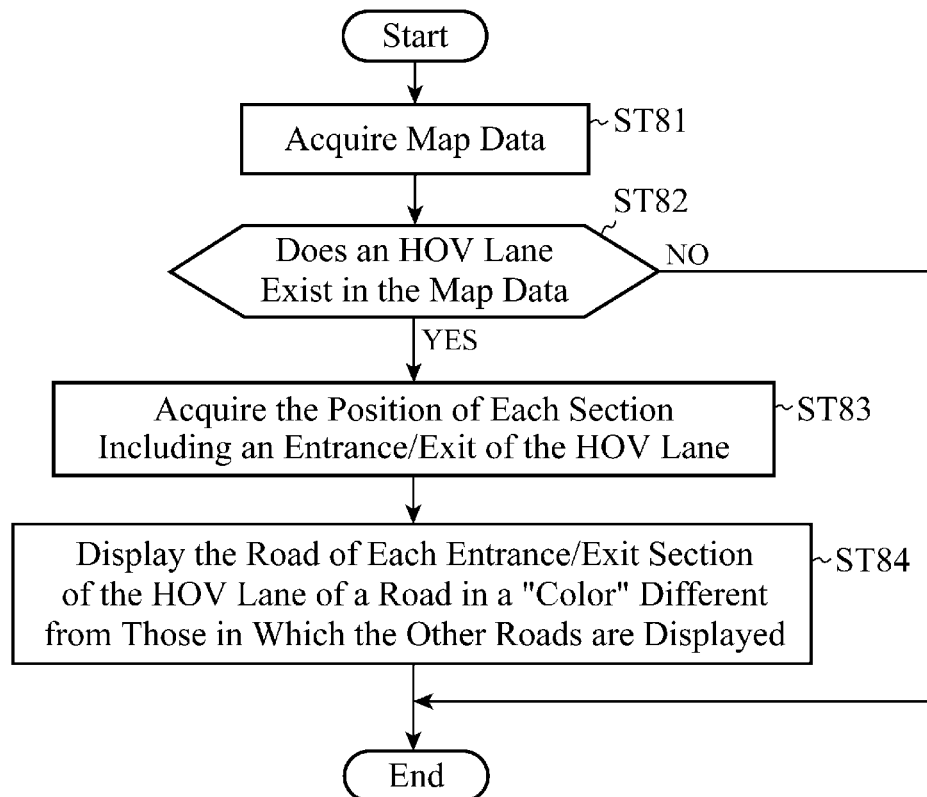 Start
Acquire Map Data
ST81
ST82
Does an HOV Lane
Exist in the Map Data
NO
YES
Acquire the Position of Each Section
Including an Entrance/Exit of the HOV Lane
ST83
Display the Road of Each Entrance/Exit Section
of the HOV Lane of a Road in a "Color" Different
from Those in Which the Other Roads are Displayed
ST84
End